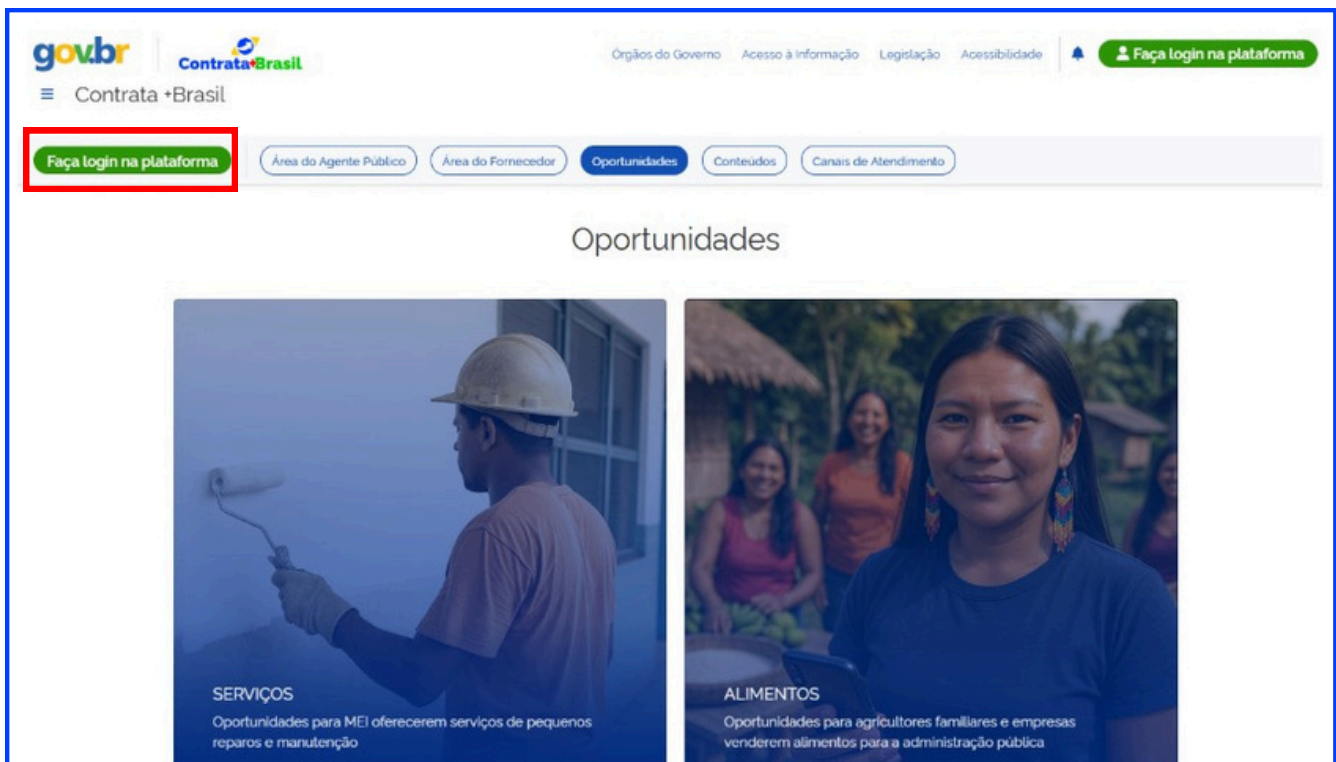 gov.br
Contrata+Brasil
Órgãos do Governo Acesso à Informação Legislação Acessibilidade
Faça login na plataforma
Contrata +Brasil
Faça login na plataforma
Área do Agente Público
Área do Fornecedor
Oportunidades
Conteúdos
Canais de Atendimento
Oportunidades
SERVIÇOS
Oportunidades para MEI oferecerem serviços de pequenos
reparos e manutenção
ALIMENTOS
Oportunidades para agricultores familiares e empresas
venderem alimentos para a administração pública